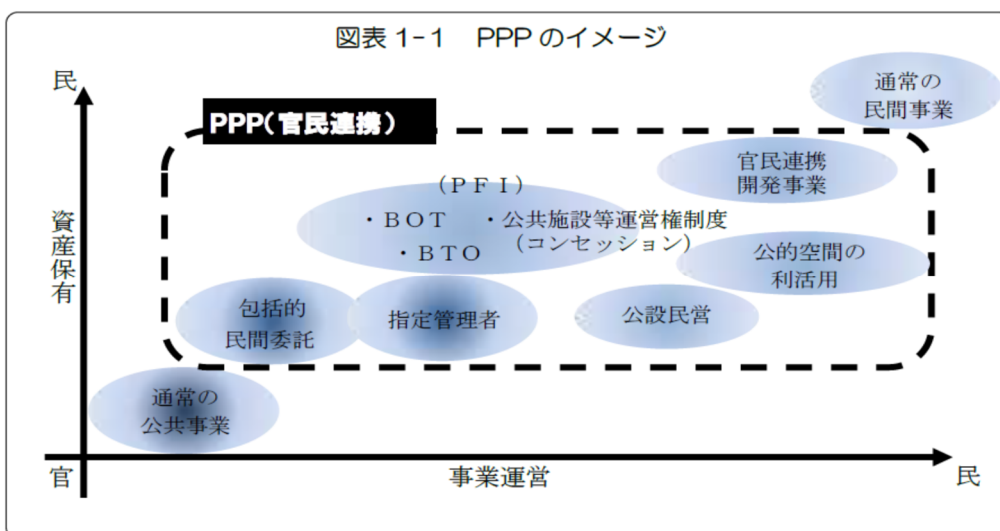 図表 1-1　PPP のイメージ
民
通常の
民間事業
PPP（官民連携）
官民連携
開発事業
（ＰＦＩ）
・ＢＯＴ
・公共施設等運営権制度
（コンセッション）
・ＢＴＯ
資産保有
公的空間の
利活用
包括的
民間委託
指定管理者
公設民営
通常の
公共事業
官
事業運営
民